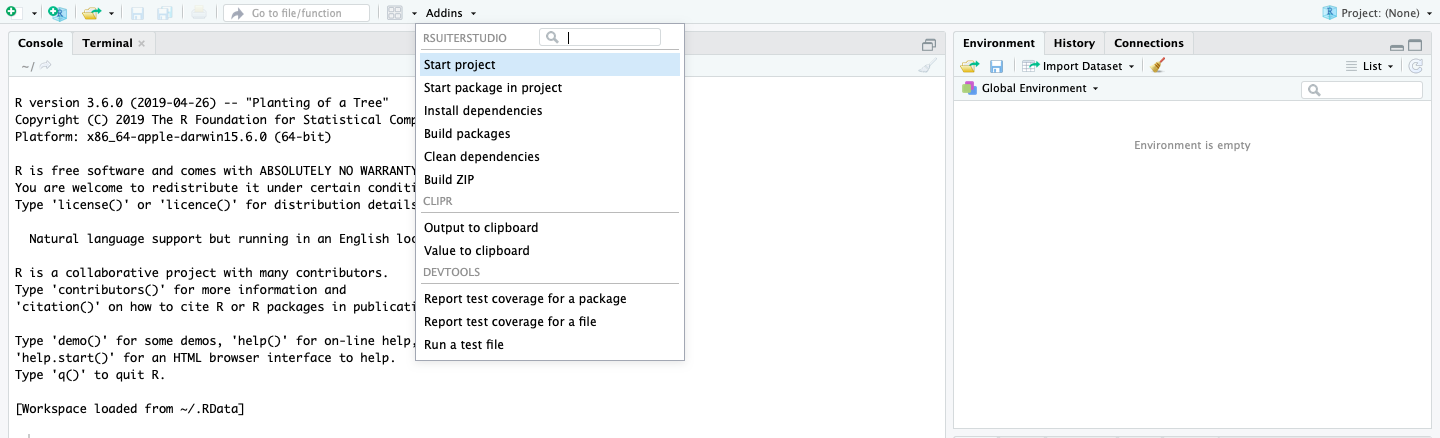 Go to file/function
Addins
Project: (None)
Console
Terminal
~/
R version 3.6.0 (2019-04-26) -- "Planting of a Tree"
Copyright (C) 2019 The R Foundation for Statistical Comp
Platform: x86_64-apple-darwin15.6.0 (64-bit)
R is free software and comes with ABSOLUTELY NO WARRANTY
You are welcome to redistribute it under certain conditi
Type 'license()' or 'licence()' for distribution details
Natural language support but running in an English loc
R is a collaborative project with many contributors.
Type 'contributors()' for more information and
'citation()' on how to cite R or R packages in publicati
Type 'demo()' for some demos, 'help()' for on-line help,
'help.start()' for an HTML browser interface to help.
Type 'q()' to quit R.
[Workspace loaded from ~/.RData]
RSUITERSTUDIO
Start project
Start package in project
Install dependencies
Build packages
Clean dependencies
Build ZIP
CLIPR
Output to clipboard
Value to clipboard
DEVTOOLS
Report test coverage for a package
Report test coverage for a file
Run a test file
Environment
History
Connections
Import Dataset
List
Global Environment
Environment is empty